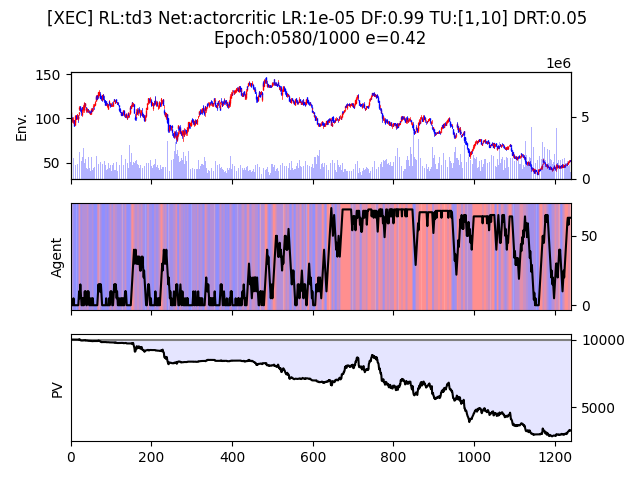 [XEC] RL:td3 Net:actorcritic LR:1e-05 DF:0.99 TU:[1,10] DRT:0.05
Epoch:0580/1000 e=0.42
1e6
150
100
50
Env.
5
0
Agent
50
0
PV
10000
5000
0 200 400 600 800 1000 1200